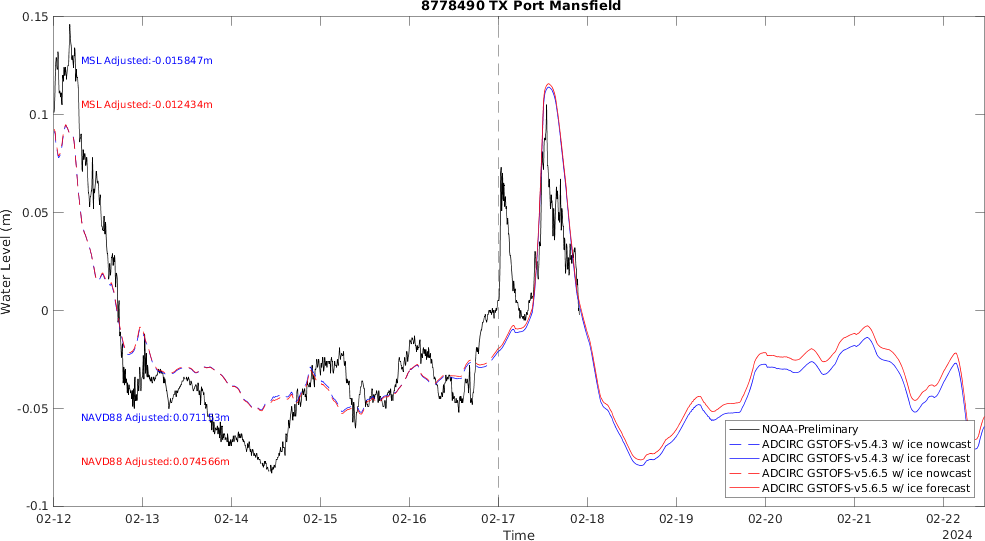 8778490 TX Port Mansfield
0.15
0.1
0.05
0
-0.05
-0.1
Water Level (m)
MSL Adjusted:-0.015847m
MSL Adjusted:-0.012434m
NAVD88 Adjusted:0.071153m
NAVD88 Adjusted:0.074566m
NOAA-Preliminary
ADCIRC GSTOFS-v5.4.3 w/ ice nowcast
ADCIRC GSTOFS-v5.4.3 w/ ice forecast
ADCIRC GSTOFS-v5.6.5 w/ ice nowcast
ADCIRC GSTOFS-v5.6.5 w/ ice forecast
02-12 02-13 02-14 02-15 02-16 02-17 02-18 02-19 02-20 02-21 02-22
Time
2024